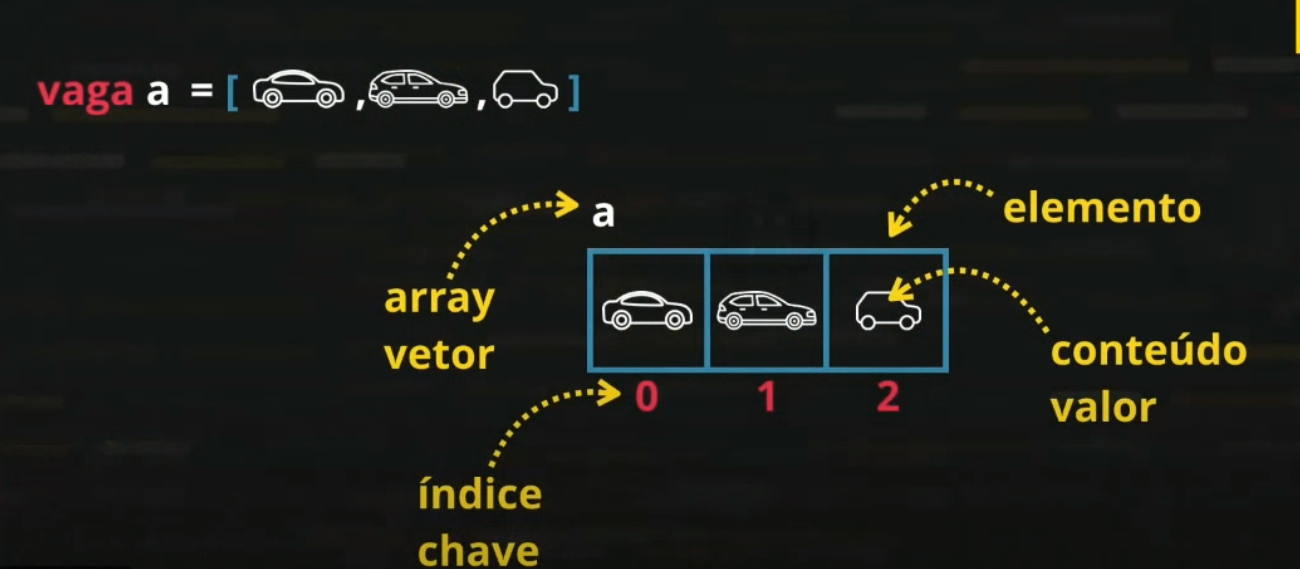 vaga a = [ , , ]
a
elemento
array
vetor
conteúdo
valor
0 1 2
índice
chave